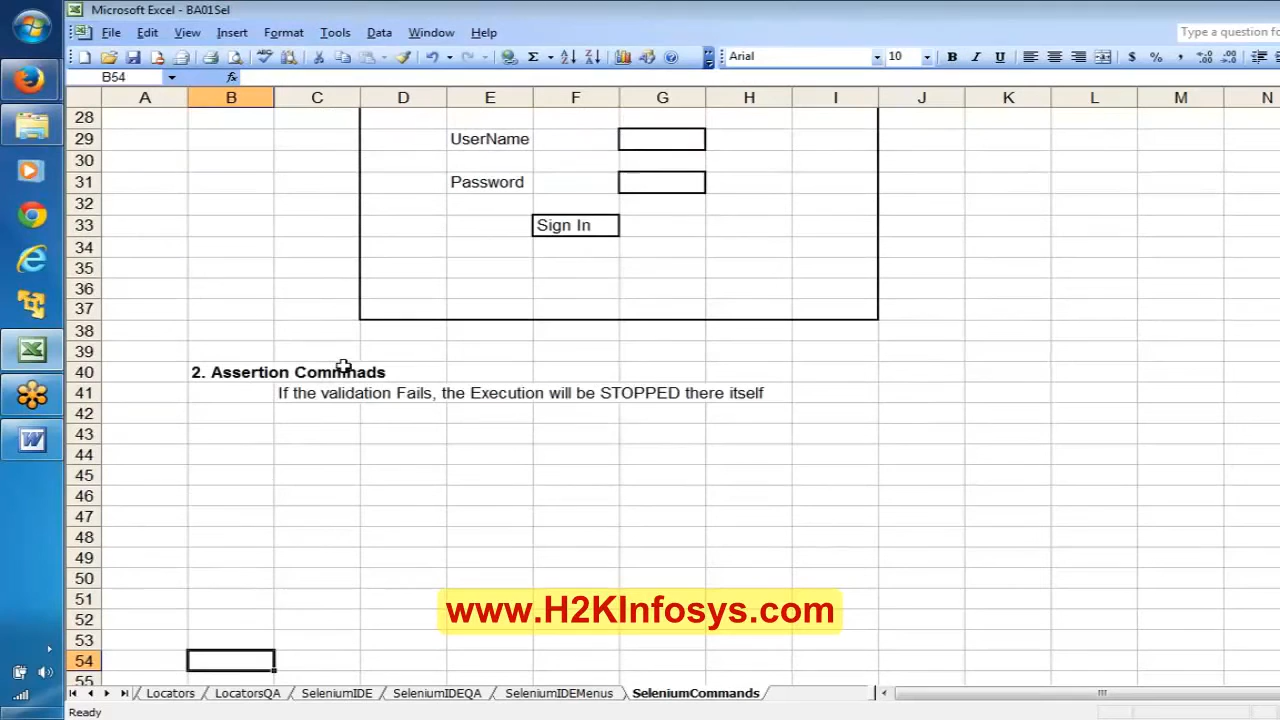 Microsoft Excel - BA01Sel
File Edit View Insert Format Tools Data Window Help
Type a question fo
Arial 10 B I U $ % ,
B54 fx
A B C D E F G H I J K L M N
28
29 UserName
30
31 Password
32
33 Sign In
34
35
36
37
38
39
40 2. Assertion Commnads
41 If the validation Fails, the Execution will be STOPPED there itself
42
43
44
45
46
47
48
49
50
51
www.H2KInfosys.com
52
53
54
55
Locators LocatorsQA SeleniumIDE SeleniumIDEQA SeleniumIDEMenus SeleniumCommands
Ready